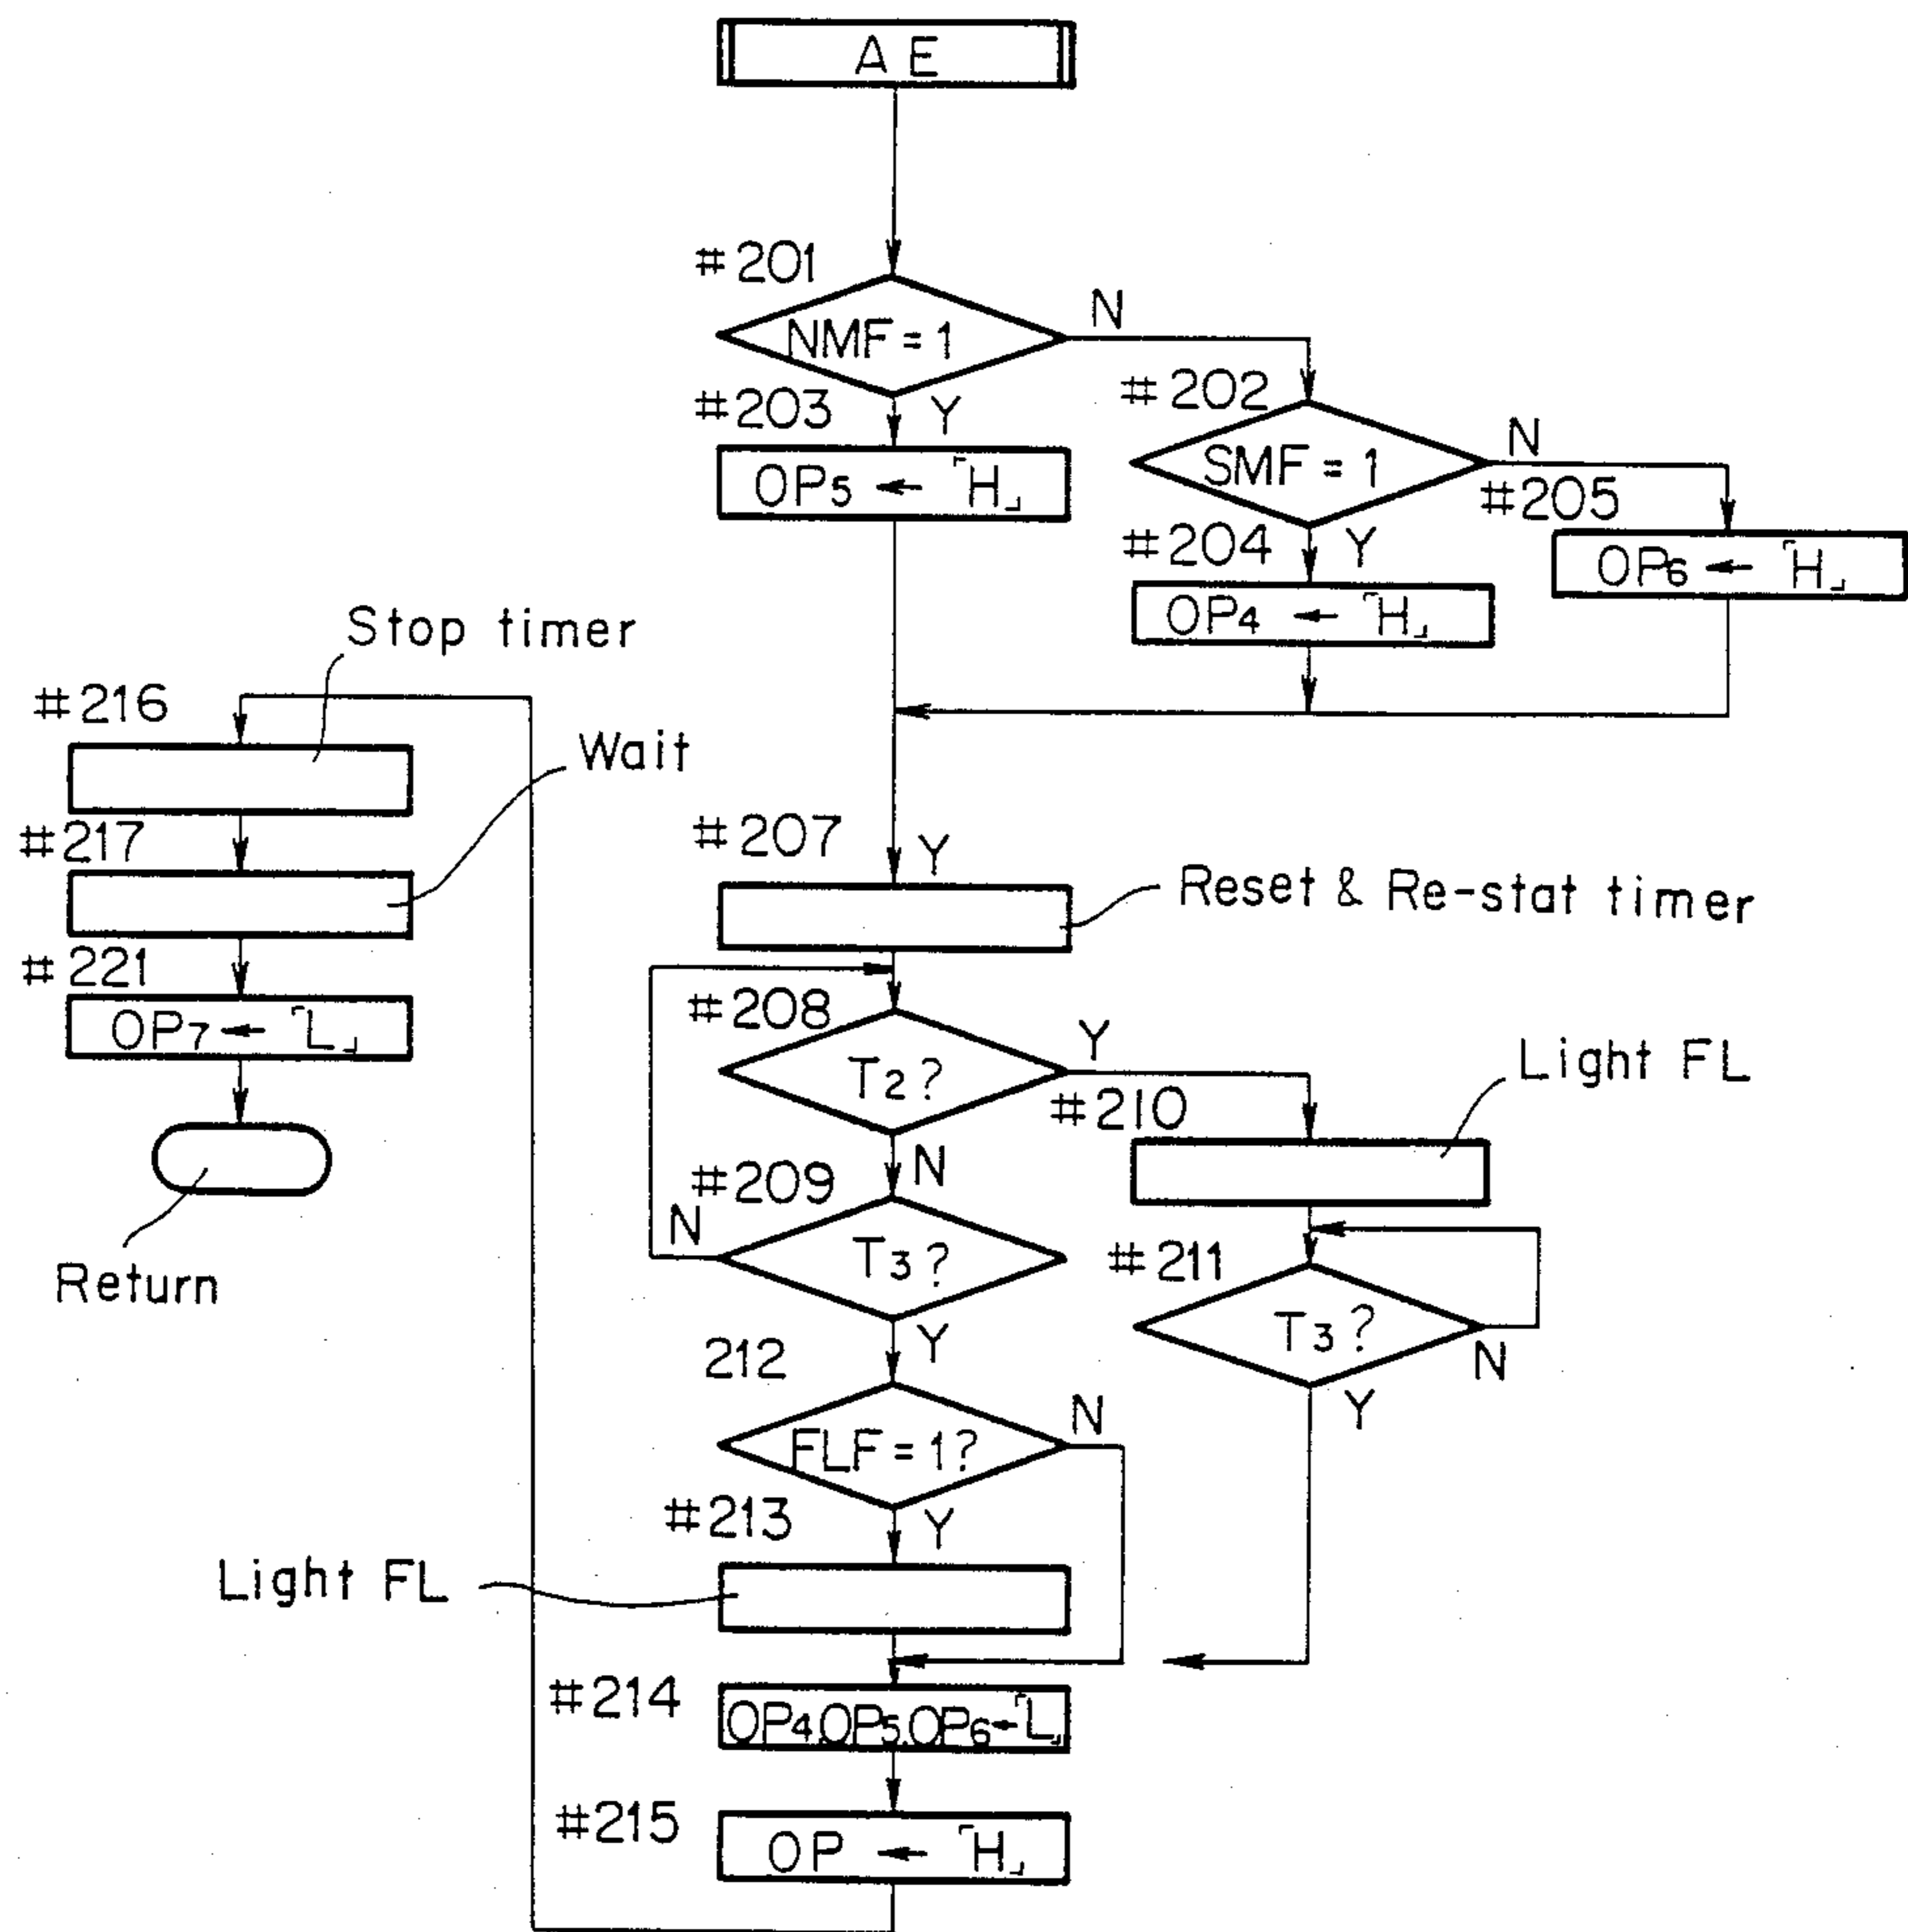 AE
#201
NMF = 1
N
#203
Y
OP5 ← 「H」
#202
SMF = 1
N
#205
OP6 ← 「H」
#204
Y
OP4 ← 「H」
Stop timer
#216
Wait
#217
#221
OP7 ← 「L」
Return
#207
Y
Reset & Re-stat timer
#208
T2?
Y
#210
Light FL
N
#209
T3?
N
#211
T3?
N
Y
Y
212
FLF = 1?
N
#213
Y
Light FL
#214
OP4.OP5.OP6←「L」
#215
OP ← 「H」